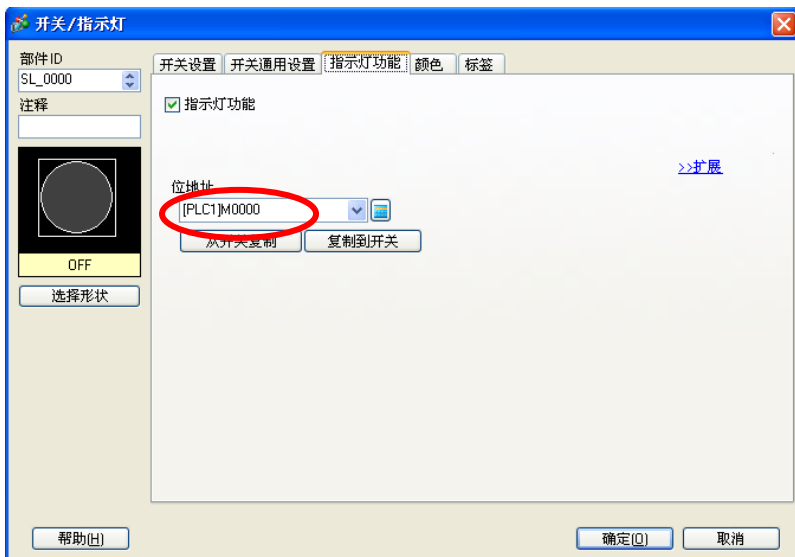 开关/指示灯
部件ID
SL_0000
注释
OFF
选择形状
开关设置 开关通用设置 指示灯功能 颜色 标签
指示灯功能
>>扩展
位地址
[PLC1]M0000
从开关复制 复制到开关
帮助(H) 确定(O) 取消